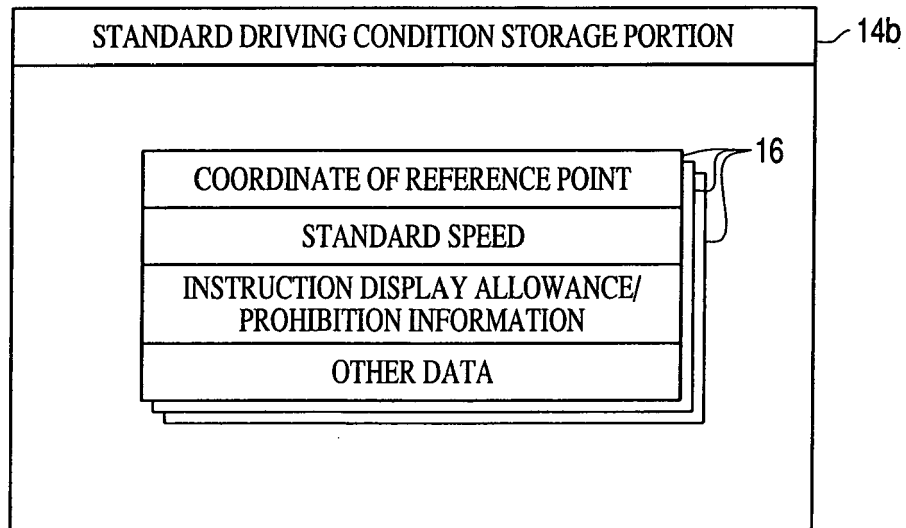 STANDARD DRIVING CONDITION STORAGE PORTION
14b
16
COORDINATE OF REFERENCE POINT
STANDARD SPEED
INSTRUCTION DISPLAY ALLOWANCE/
PROHIBITION INFORMATION
OTHER DATA